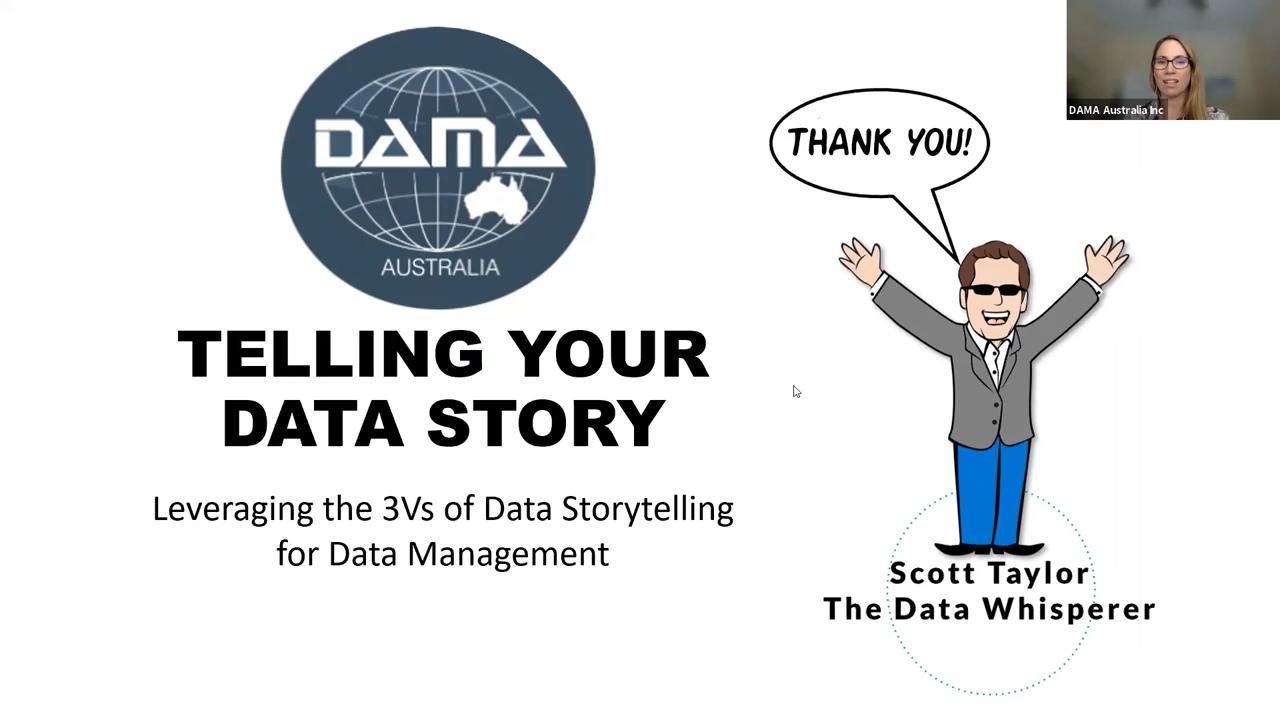 DAMA
AUSTRALIA
TELLING YOUR
DATA STORY
Leveraging the 3Vs of Data Storytelling
for Data Management
THANK YOU!
Scott Taylor
The Data Whisperer
DAMA Australia Inc